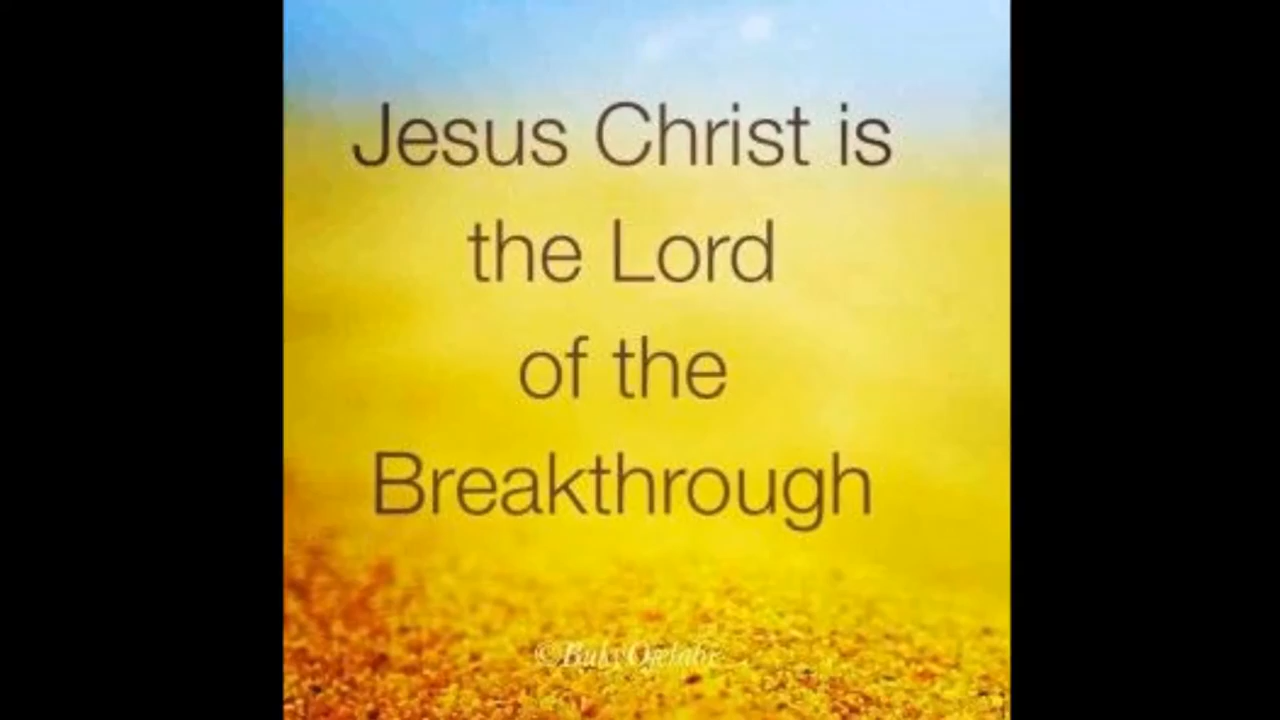 Jesus Christ is
the Lord
of the
Breakthrough